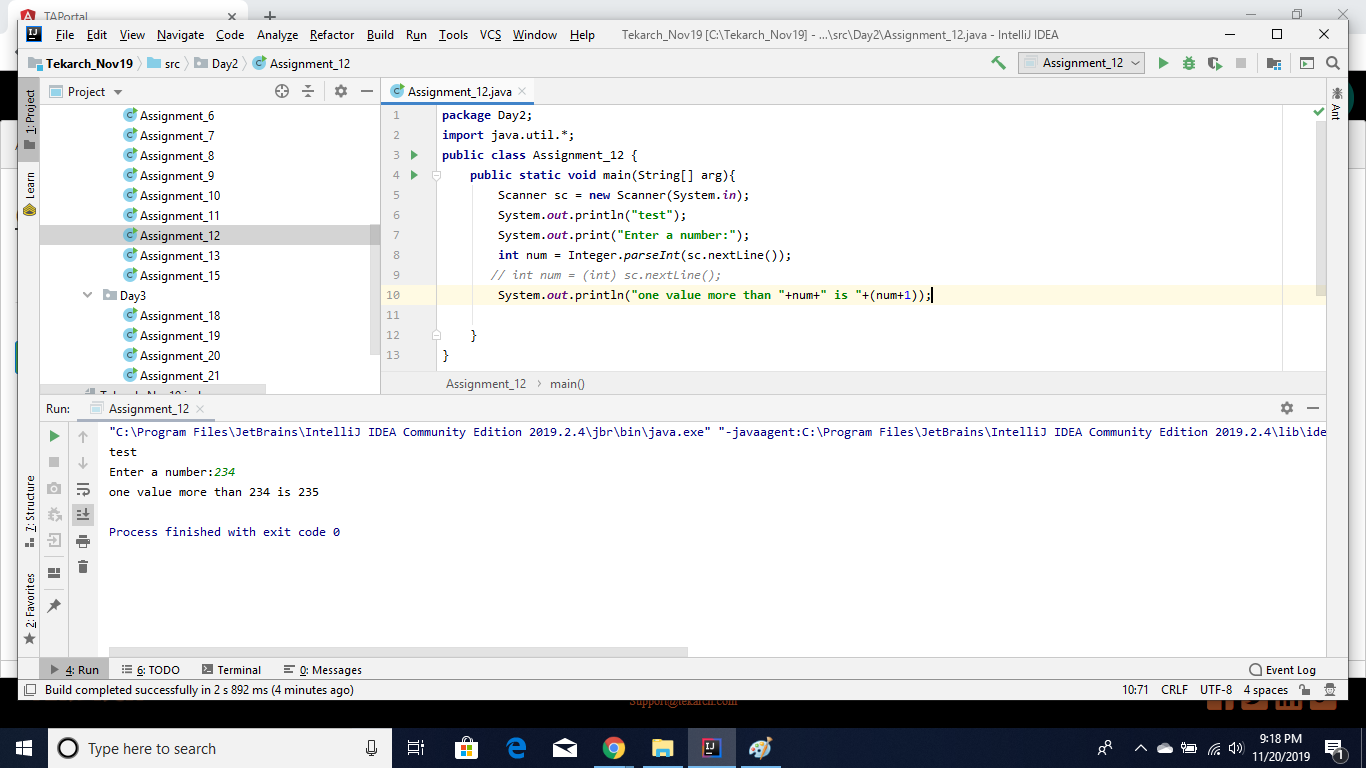 TAPortal
File Edit View Navigate Code Analyze Refactor Build Run Tools VCS Window Help Tekarch_Nov19 [C:\Tekarch_Nov19] - ...\src\Day2\Assignment_12.java - IntelliJ IDEA
Tekarch_Nov19 src Day2 Assignment_12 Assignment_12
Project
Assignment_12.java
1: Project
Learn
7: Structure
2: Favorites
Ant
Assignment_6
Assignment_7
Assignment_8
Assignment_9
Assignment_10
Assignment_11
Assignment_12
Assignment_13
Assignment_15
Day3
Assignment_18
Assignment_19
Assignment_20
Assignment_21
1 package Day2;
2 import java.util.*;
3 public class Assignment_12 {
4 public static void main(String[] arg){
5 Scanner sc = new Scanner(System.in);
6 System.out.println("test");
7 System.out.print("Enter a number:");
8 int num = Integer.parseInt(sc.nextLine());
9 // int num = (int) sc.nextLine();
10 System.out.println("one value more than "+num+" is "+(num+1));
11
12 }
13 }
Assignment_12 main()
Run: Assignment_12
"C:\Program Files\JetBrains\IntelliJ IDEA Community Edition 2019.2.4\jbr\bin\java.exe" "-javaagent:C:\Program Files\JetBrains\IntelliJ IDEA Community Edition 2019.2.4\lib\ide
test
Enter a number:234
one value more than 234 is 235
Process finished with exit code 0
4: Run 6: TODO Terminal 0: Messages Event Log
Build completed successfully in 2 s 892 ms (4 minutes ago) 10:71 CRLF UTF-8 4 spaces
Support@tekarch.com
Type here to search
9:18 PM
11/20/2019
1